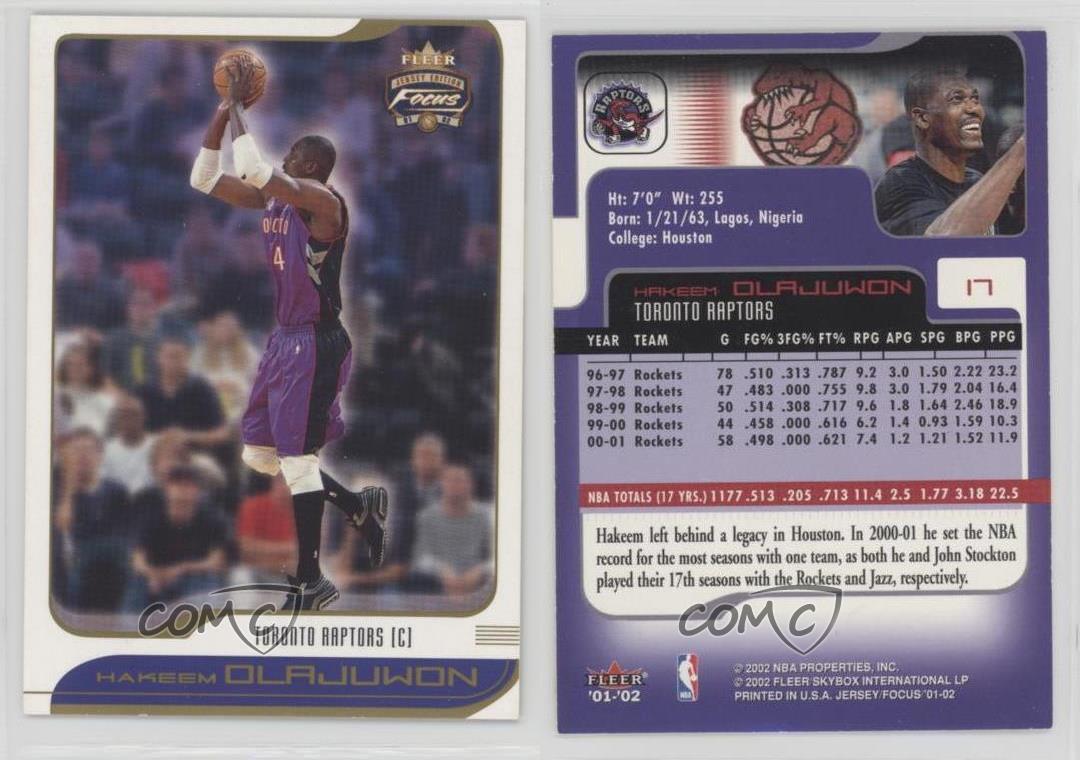 FLEER
JERSEY EDITION
Focus
01 02
4
TORONTO RAPTORS [C]
HAKEEM OLAJUWON
COMC
RAPTORS
Ht: 7'0" Wt: 255
Born: 1/21/63, Lagos, Nigeria
College: Houston
17
HAKEEM OLAJUWON
TORONTO RAPTORS
YEAR TEAM G FG% 3FG% FT% RPG APG SPG BPG PPG
96-97 Rockets 78 .510 .313 .787 9.2 3.0 1.50 2.22 23.2
97-98 Rockets 47 .483 .000 .755 9.8 3.0 1.79 2.04 16.4
98-99 Rockets 50 .514 .308 .717 9.6 1.8 1.64 2.46 18.9
99-00 Rockets 44 .458 .000 .616 6.2 1.4 0.93 1.59 10.3
00-01 Rockets 58 .498 .000 .621 7.4 1.2 1.21 1.52 11.9
NBA TOTALS (17 YRS.) 1177 .513 .205 .713 11.4 2.5 1.77 3.18 22.5
Hakeem left behind a legacy in Houston. In 2000-01 he set the NBA
record for the most seasons with one team, as both he and John Stockton
played their 17th seasons with the Rockets and Jazz, respectively.
COMC
FLEER
'01-'02
NBA
© 2002 NBA PROPERTIES, INC.
© 2002 FLEER/SKYBOX INTERNATIONAL LP
PRINTED IN U.S.A. JERSEY/FOCUS '01-02